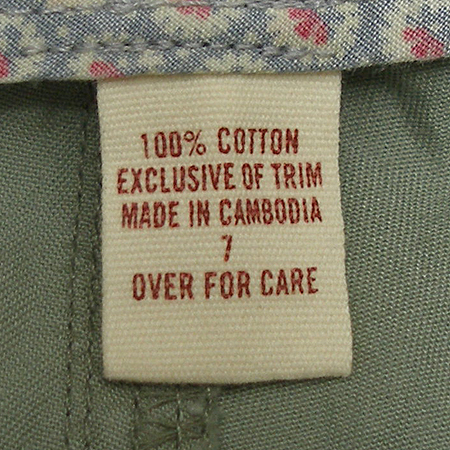 100% COTTON
EXCLUSIVE OF TRIM
MADE IN CAMBODIA
7
OVER FOR CARE